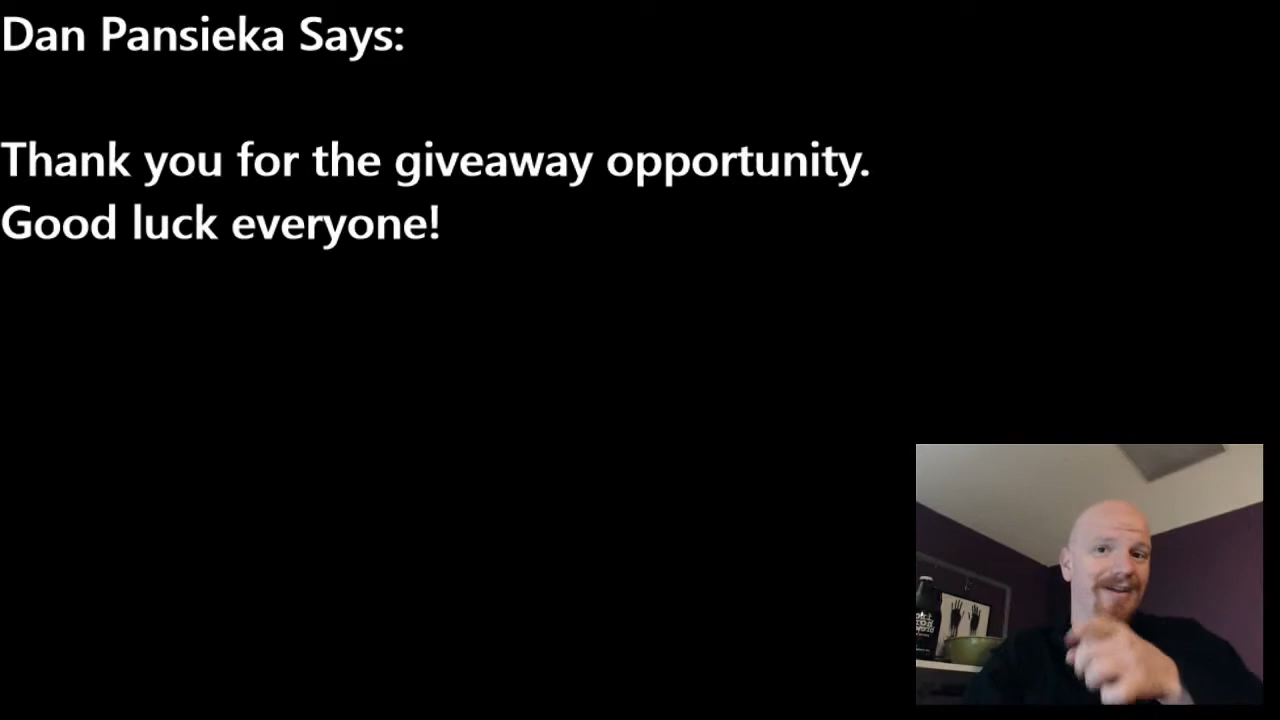 Dan Pansieka Says:
Thank you for the giveaway opportunity.
Good luck everyone!